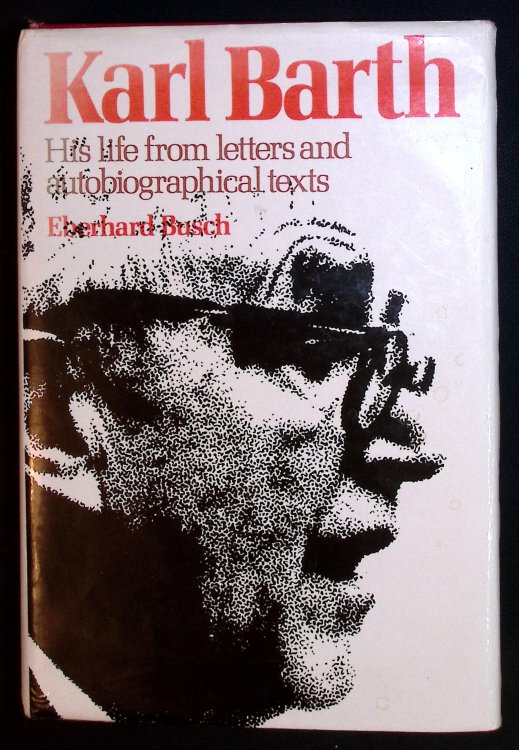 Karl Barth
His life from letters and
autobiographical texts
Eberhard Busch